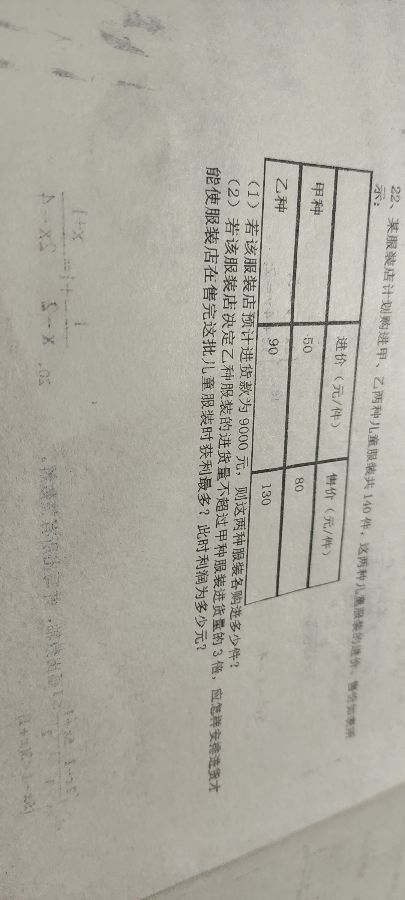 22、某服装店计划购进甲、乙两种儿童服装共 140 件，这两种儿童服装的进价、售价如表所
示：
进价（元/件） 售价（元/件）
甲种 50 80
乙种 90 130
（1）若该服装店预计进货款为 9000 元，则这两种服装各购进多少件？
（2）若该服装店决定乙种服装的进货量不超过甲种服装进货量的 3 倍，应怎样安排进货才
能使服装店在售完这批儿童服装时获利最多？此时利润为多少元？